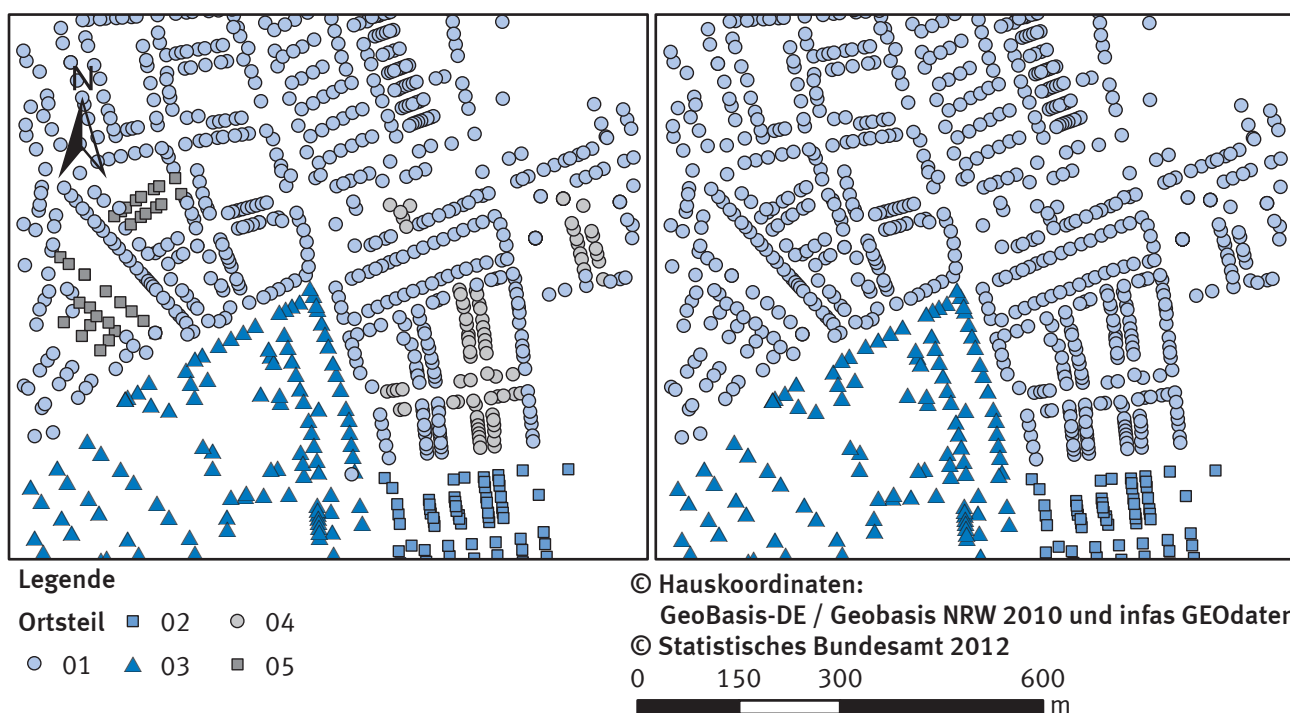 N
Legende
Ortsteil 02 04
01 03 05
© Hauskoordinaten:
GeoBasis-DE / Geobasis NRW 2010 und infas GEOdaten
© Statistisches Bundesamt 2012
0 150 300 600
m